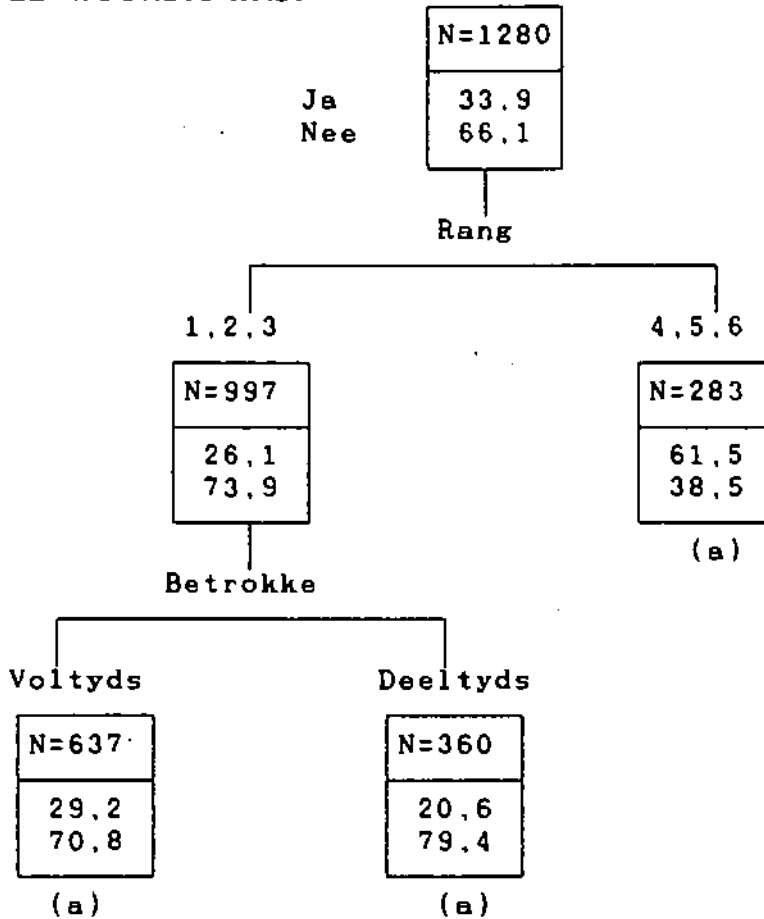 N=1280
Ja 33,9
Nee 66,1
Rang
1,2,3 4,5,6
N=997 N=283
26,1 61,5
73,9 38,5
(a)
Betrokke
Voltyds Deeltyds
N=637 N=360
29,2 20,6
70,8 79,4
(a) (a)